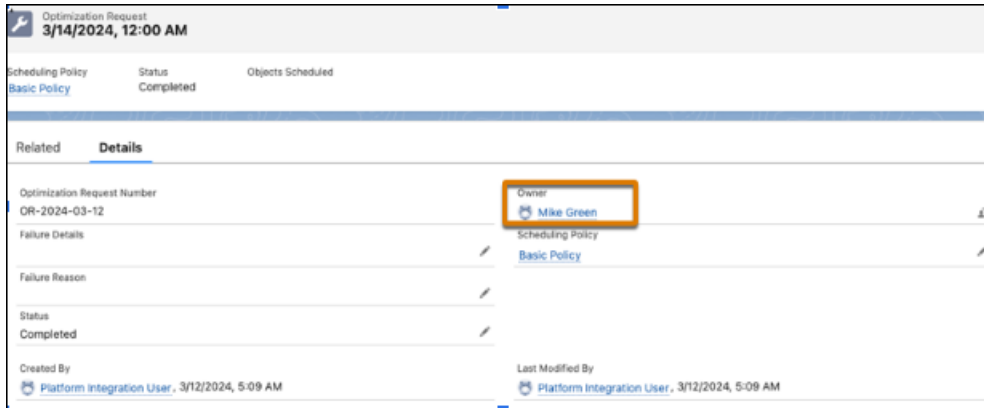 Optimization Request
3/14/2024, 12:00 AM
Scheduling Policy Status Objects Scheduled
Basic Policy Completed
Related Details
Optimization Request Number Owner
OR-2024-03-12 Mike Green
Failure Details Scheduling Policy
Basic Policy
Failure Reason
Status
Completed
Created By Last Modified By
Platform Integration User, 3/12/2024, 5:09 AM Platform Integration User, 3/12/2024, 5:09 AM